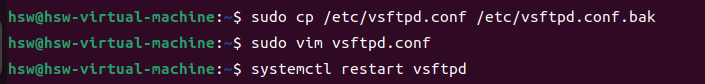 hsw@hsw-virtual-machine:~$ sudo cp /etc/vsftpd.conf /etc/vsftpd.conf.bak
hsw@hsw-virtual-machine:~$ sudo vim vsftpd.conf
hsw@hsw-virtual-machine:~$ systemctl restart vsftpd